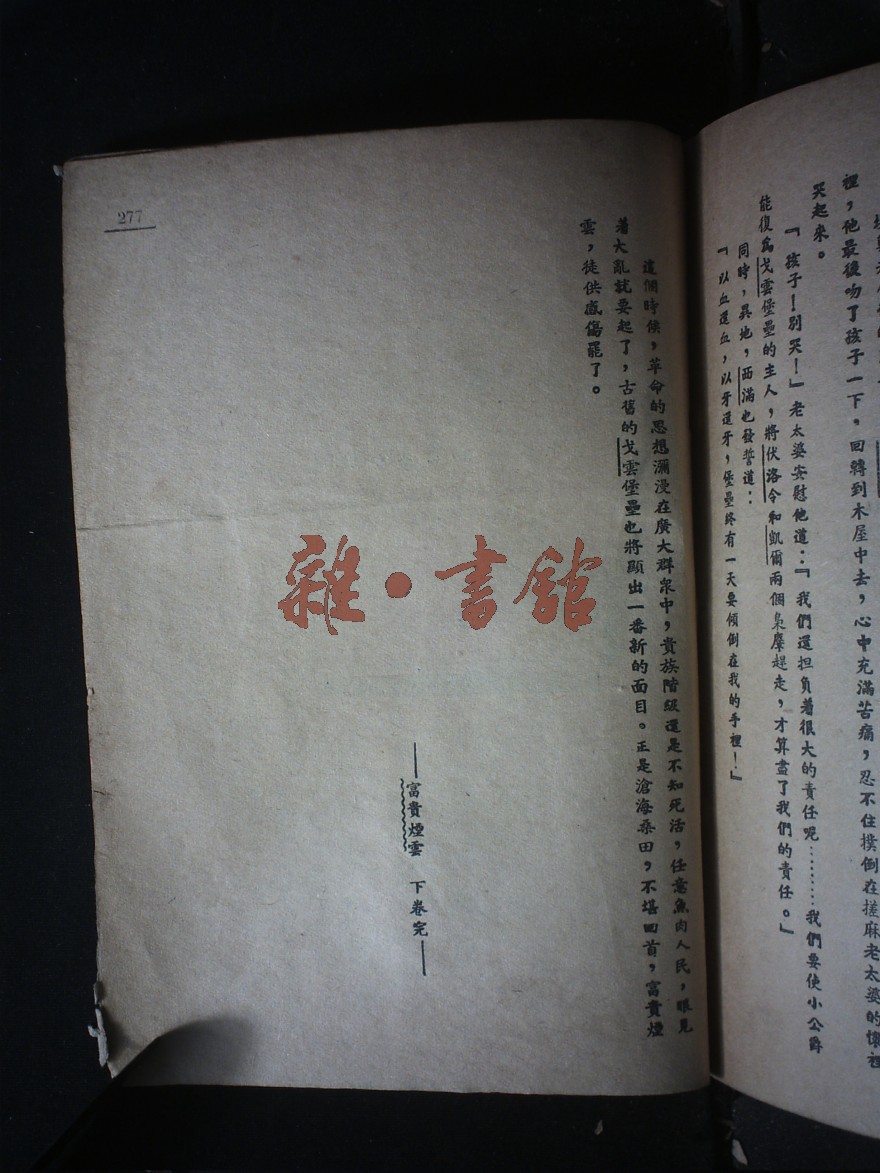 裡，他最後吻了孩子一下。回轉到木屋中去，心中充滿苦痛，忍不住撲倒在搓麻老太婆的懷裡
哭起來。
『孩子！別哭！』老太婆安慰他道：『我們還担負着很大的責任呢………我們要使小公爵
能復爲戈雲堡壘的主人，將伏洛令和凱爾兩個梟麞趕走，才算盡了我們的責任。』
同時，異地，西滿也發誓道：
『以血還血，以牙還牙，堡壘終有一天要傾倒在我的手裡！』
這個時候，革命的思想瀰漫在廣大群衆中，貴族階級還是不知死活，任意魚肉人民，眼見
着大亂就要起了，古舊的戈雲堡壘也將顯出一番新的面目。正是滄海桑田，不堪回首，富貴煙
雲，徒供感傷罷了。
——富貴煙雲 下卷完——
277
雜・書館